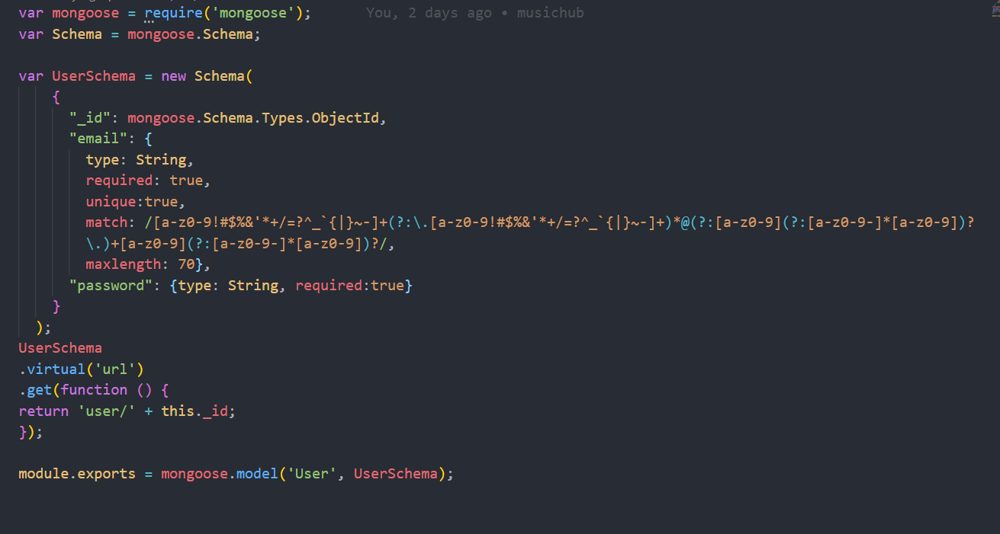 var mongoose = require('mongoose');     You, 2 days ago • musichub
var Schema = mongoose.Schema;
var UserSchema = new Schema(
{
"_id": mongoose.Schema.Types.ObjectId,
"email": {
type: String,
required: true,
unique:true,
match: /[a-z0-9!#$%&'*+/=?^_`{|}~-]+(?:\.[a-z0-9!#$%&'*+/=?^_`{|}~-]+)*@(?:[a-z0-9](?:[a-z0-9-]*[a-z0-9])?
\.)+[a-z0-9](?:[a-z0-9-]*[a-z0-9])?/,
maxlength: 70},
"password": {type: String, required:true}
}
);
UserSchema
.virtual('url')
.get(function () {
return 'user/' + this._id;
});
module.exports = mongoose.model('User', UserSchema);